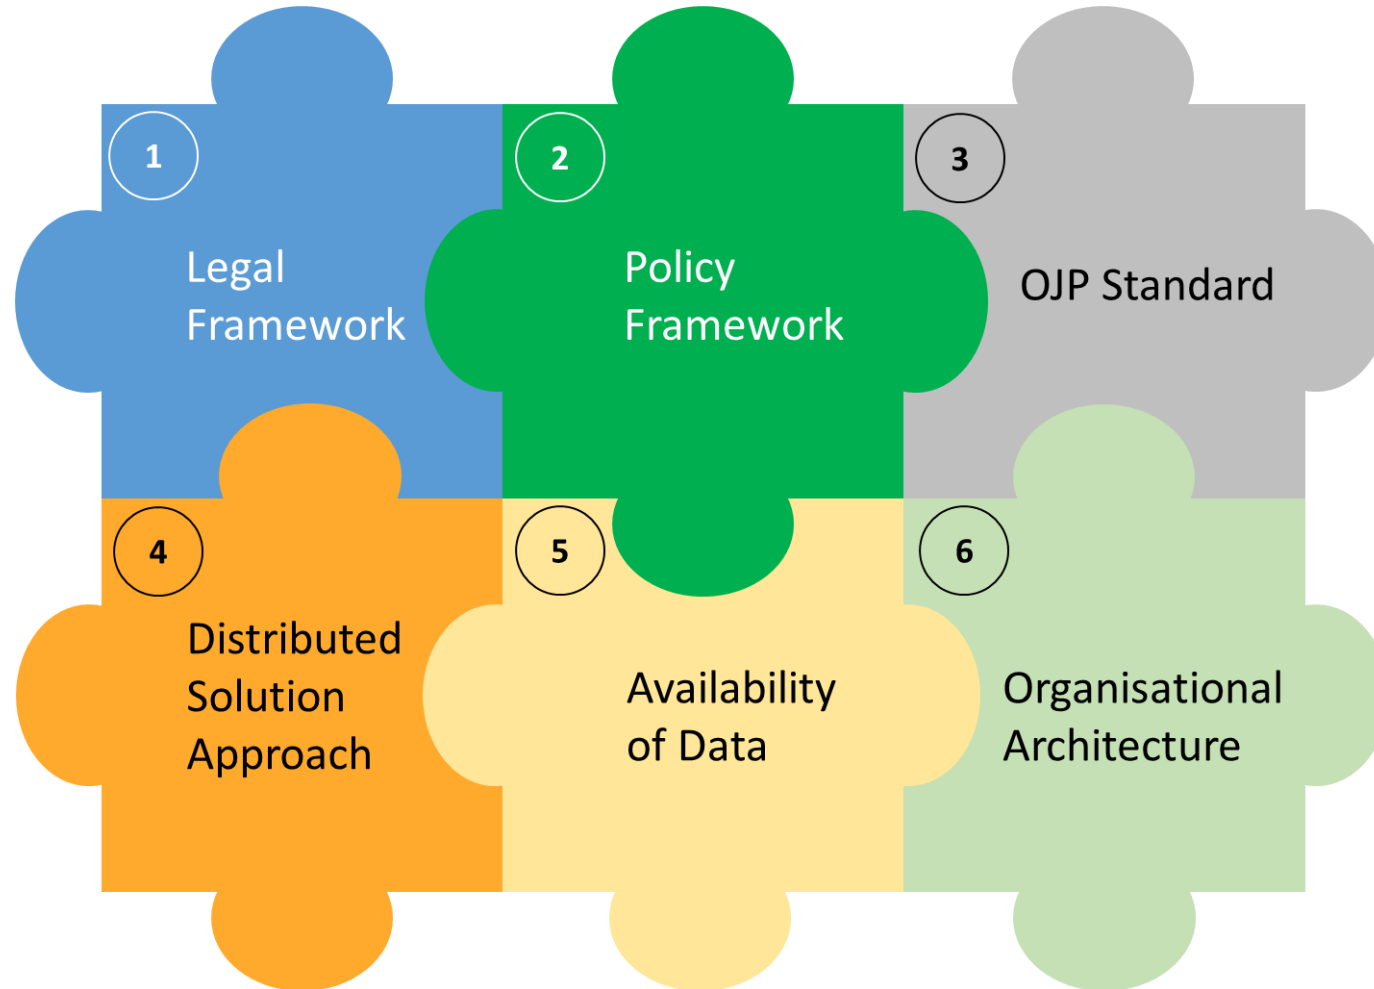 1
Legal
Framework
2
Policy
Framework
3
OJP Standard
4
Distributed
Solution
Approach
5
Availability
of Data
6
Organisational
Architecture